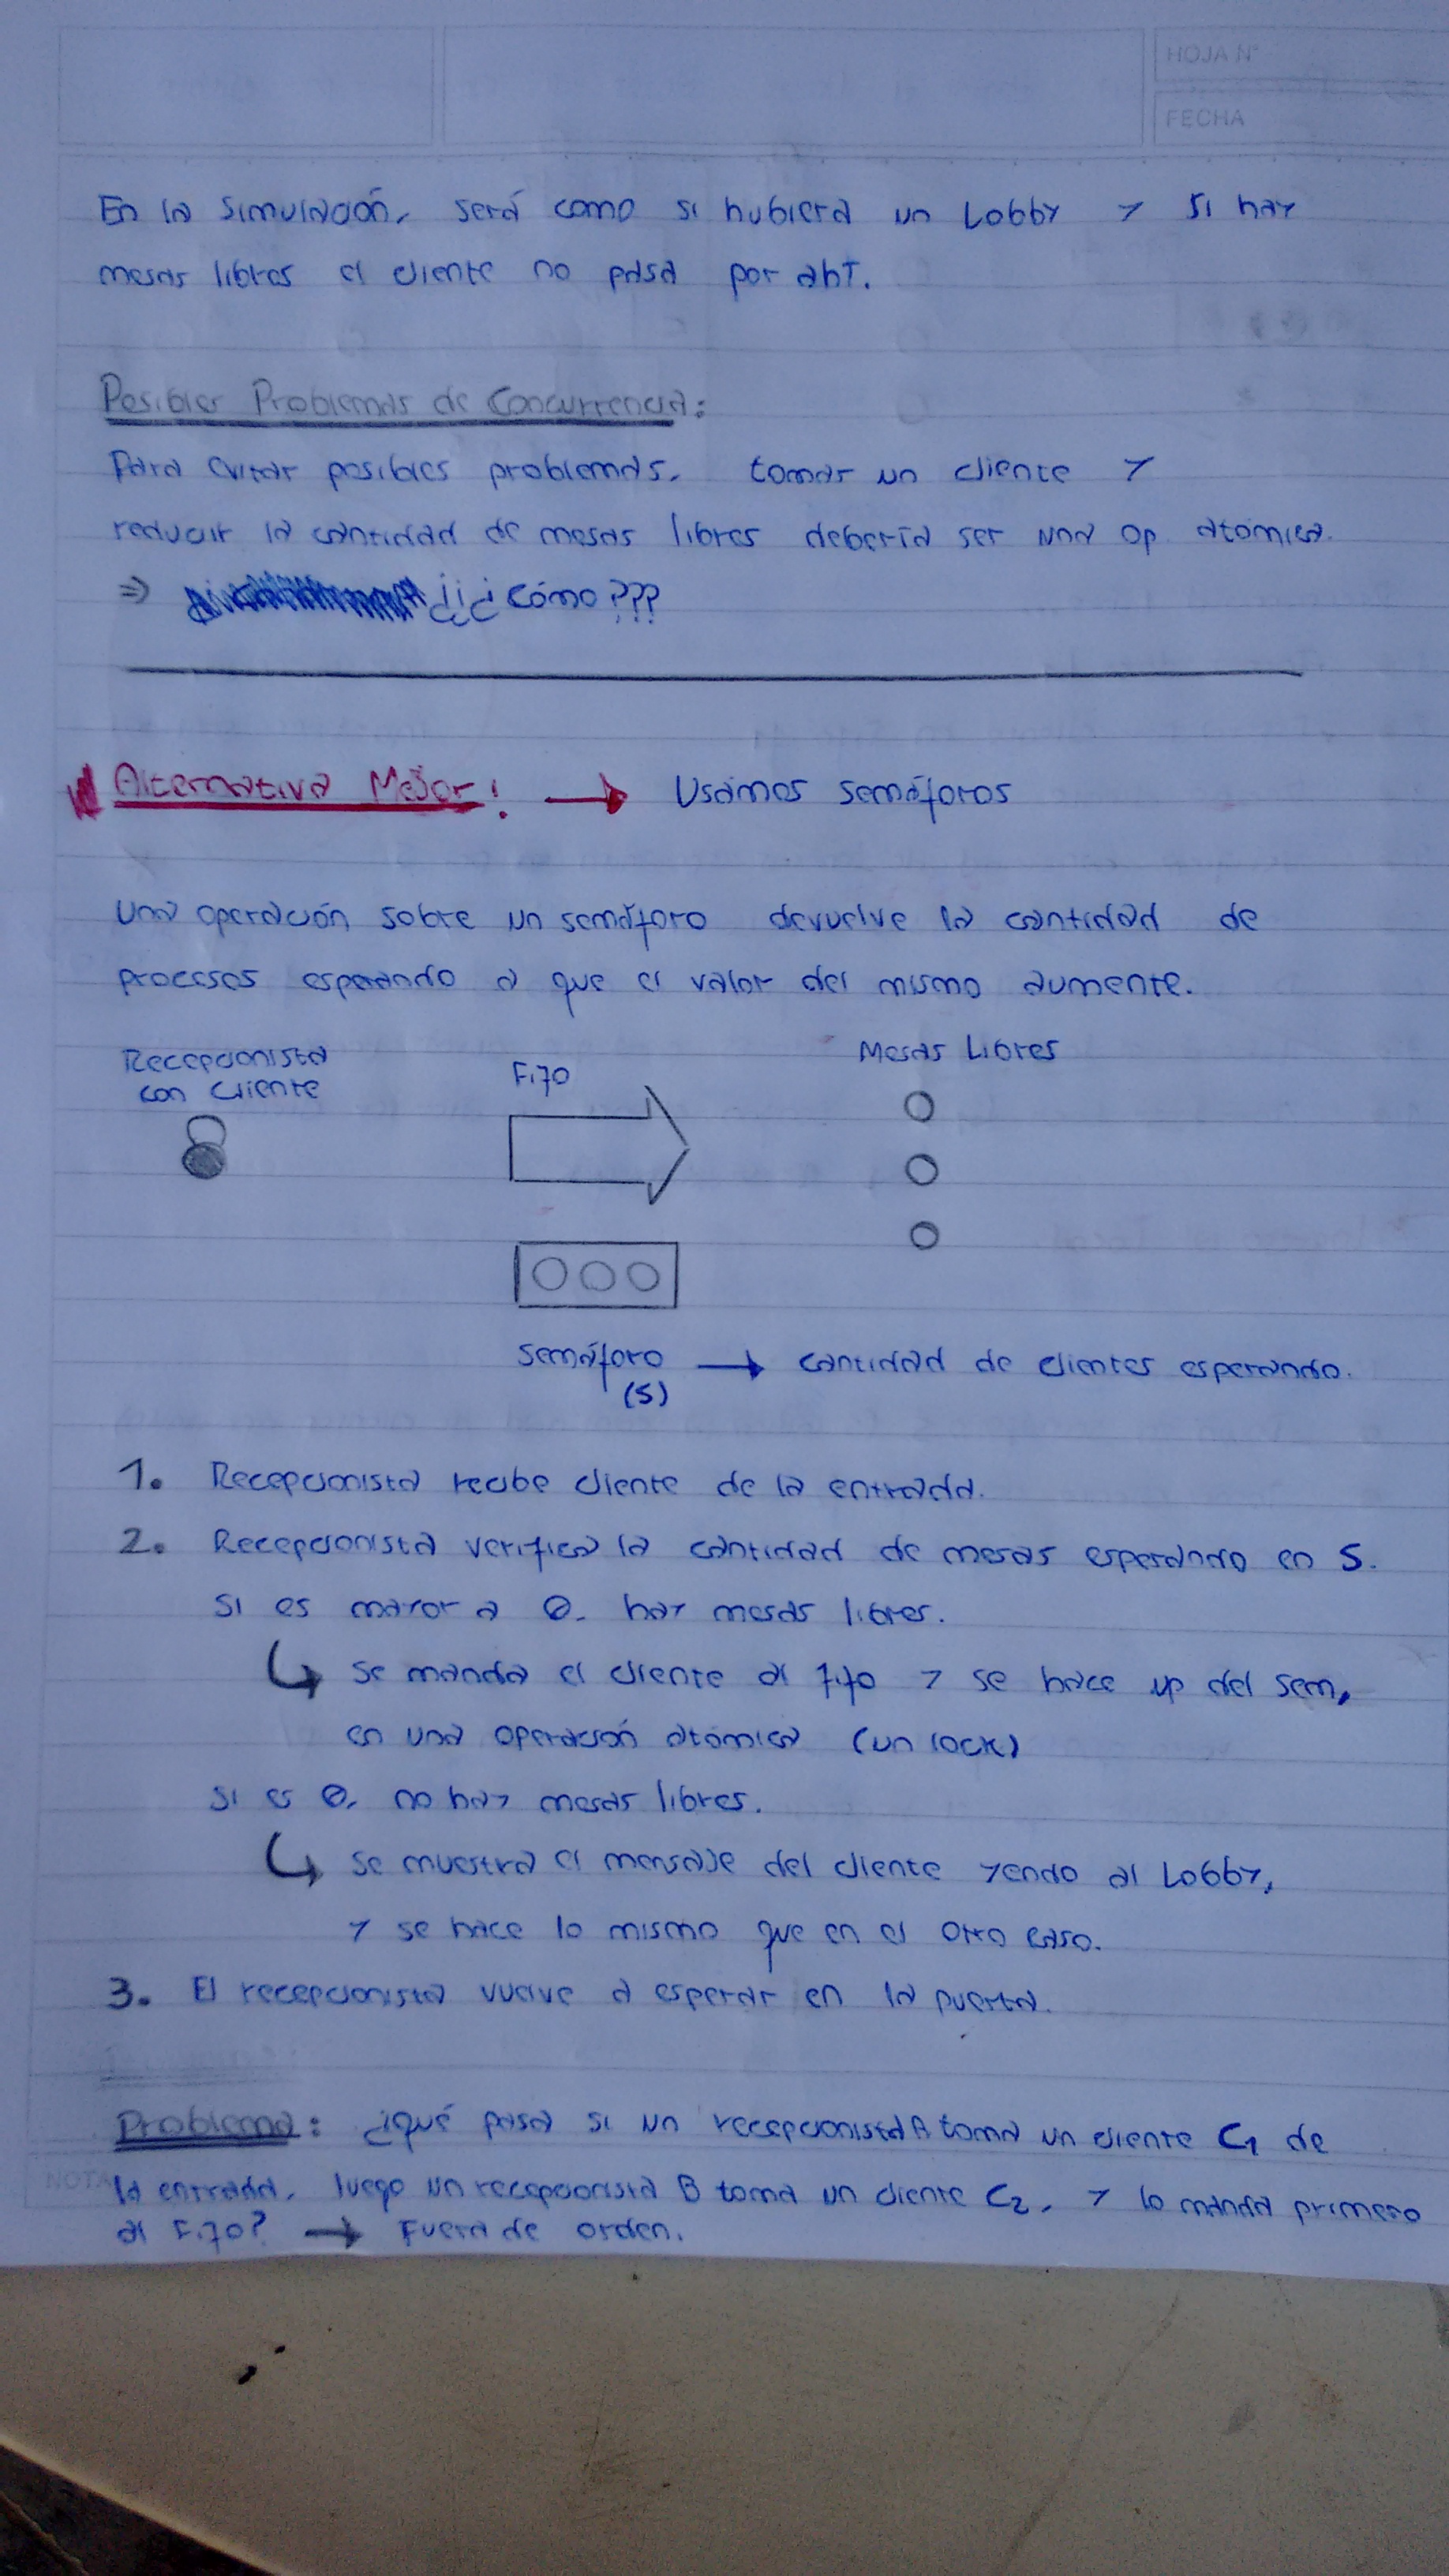 HOJA N°
FECHA
En la simulación, será como si hubiera un Lobby y si hay
mesas libres el cliente no pasa por ahí.
Posibles Problemas de Concurrencia:
Para evitar posibles problemas, tomar un cliente y
reducir la cantidad de mesas libres debería ser una op. atómica.
⇒ ¿¿¿Cómo???
Alternativa Mejor! → Usamos semáforos
Una operación sobre un semáforo devuelve la cantidad de
procesos esperando a que el valor del mismo aumente.
Recepcionista
con cliente
Fifo
Mesas Libres
Semáforo → cantidad de clientes esperando.
(S)
1. Recepcionista recibe cliente de la entrada.
2. Recepcionista verifica la cantidad de mesas esperando en S.
Si es mayor a 0, hay mesas libres.
↳ se manda el cliente al fifo y se hace up del sem,
en una operación atómica (un lock)
Si es 0, no hay mesas libres.
↳ se muestra el mensaje del cliente yendo al Lobby,
y se hace lo mismo que en el otro caso.
3. El recepcionista vuelve a esperar en la puerta.
Problema: ¿qué pasa si un recepcionista A toma un cliente C1 de
la entrada, luego un recepcionista B toma un cliente C2, y lo manda primero
al Fifo? → Fuera de orden.
NOTA